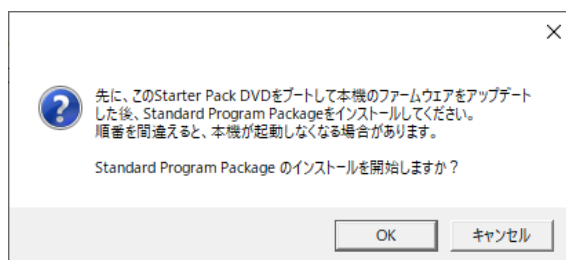 先に、このStarter Pack DVDをブートして本機のファームウエアをアップデート
した後、Standard Program Packageをインストールしてください。
順番を間違えると、本機が起動しなくなる場合があります。
Standard Program Package のインストールを開始しますか？
OK
キャンセル